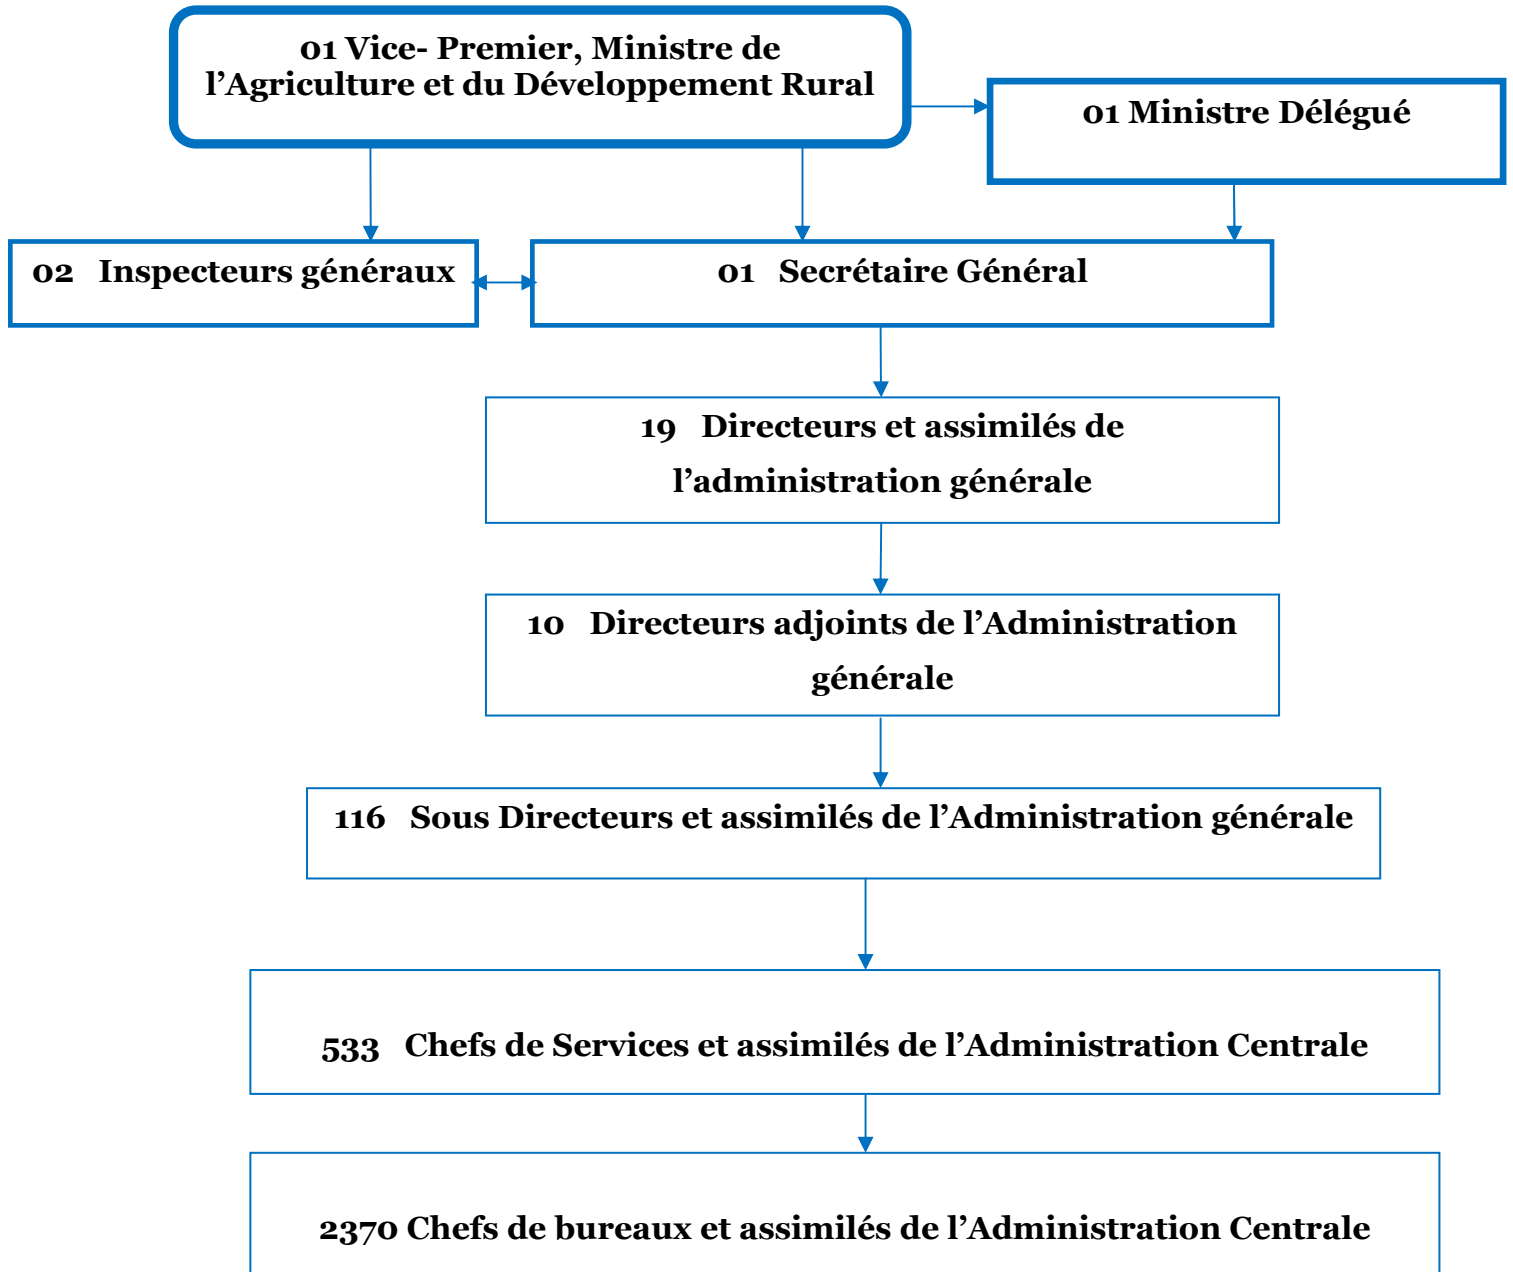 01 Vice- Premier, Ministre de
l’Agriculture et du Développement Rural
01 Ministre Délégué
02 Inspecteurs généraux
01 Secrétaire Général
19 Directeurs et assimilés de
l’administration générale
10 Directeurs adjoints de l’Administration
générale
116 Sous Directeurs et assimilés de l’Administration générale
533 Chefs de Services et assimilés de l’Administration Centrale
2370 Chefs de bureaux et assimilés de l’Administration Centrale